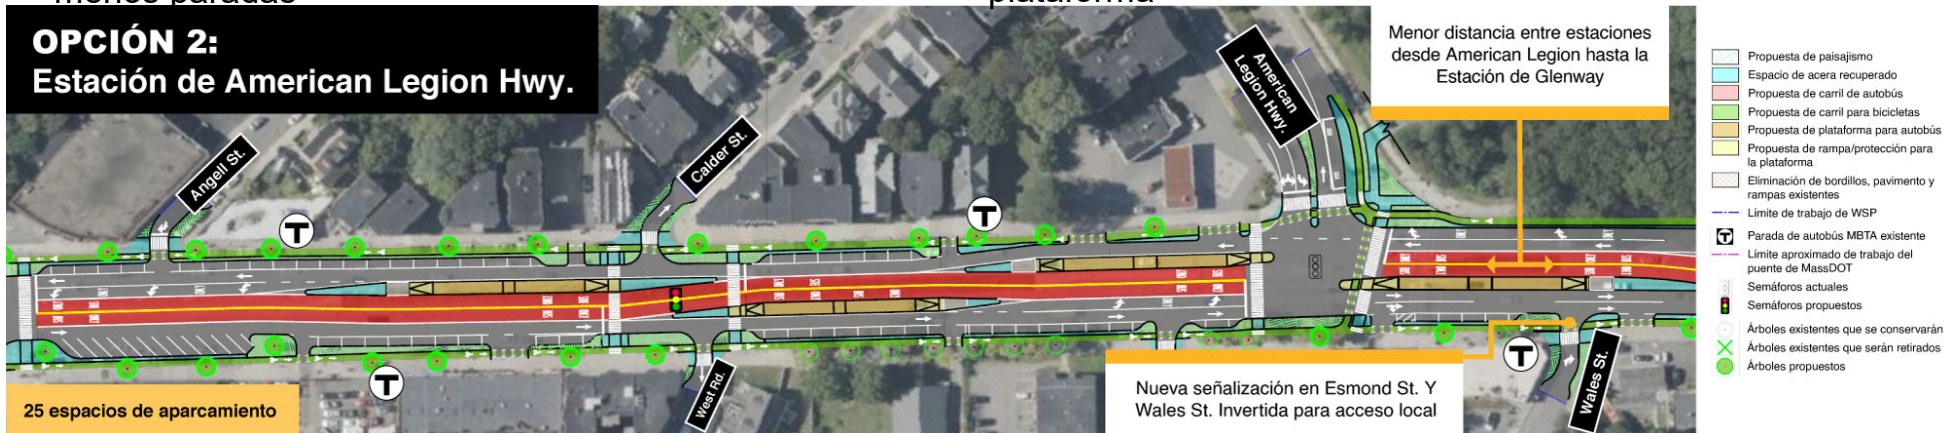 menos paradas
plataforma
OPCIÓN 2:
Estación de American Legion Hwy.
Angell St.
T
Calder St.
T
American
Legion Hwy.
Menor distancia entre estaciones
desde American Legion hasta la
Estación de Glenway
T
West Rd.
25 espacios de aparcamiento
Nueva señalización en Esmond St. Y
Wales St. Invertida para acceso local
T
Wales St.
Propuesta de paisajismo
Espacio de acera recuperado
Propuesta de carril de autobús
Propuesta de carril para bicicletas
Propuesta de plataforma para autobús
Propuesta de rampa/protección para
la plataforma
Eliminación de bordillos, pavimento y
rampas existentes
Límite de trabajo de WSP
T
Parada de autobús MBTA existente
Límite aproximado de trabajo del
puente de MassDOT
Semáforos actuales
Semáforos propuestos
Árboles existentes que se conservarán
Árboles existentes que serán retirados
Árboles propuestos